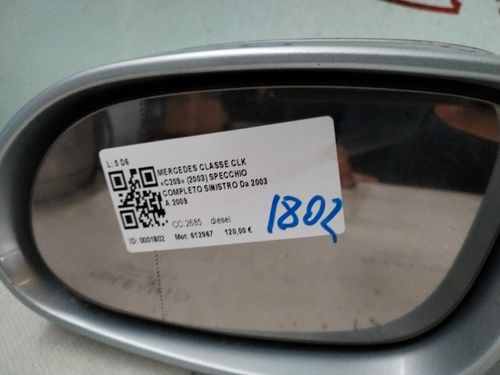 L: 5 D6
MERCEDES CLASSE CLK
<C209> (2003) SPECCHIO
COMPLETO SINISTRO Da 2003
A 2009
CC 2685 diesel
ID: 0001802 Mot: 612967 120,00 €
1802